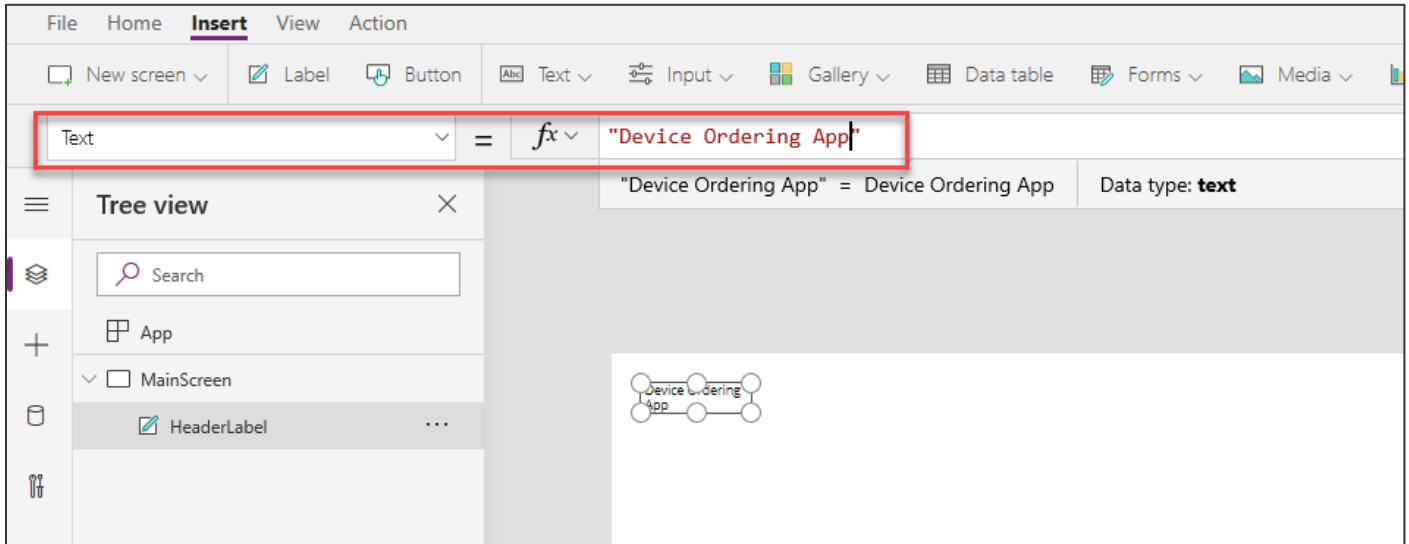 File Home Insert View Action
New screen Label Button Abc Text Input Gallery Data table Forms Media
Text = fx "Device Ordering App"
"Device Ordering App" = Device Ordering App Data type: text
Tree view
Search
App
MainScreen
HeaderLabel ...
Device Ordering
App